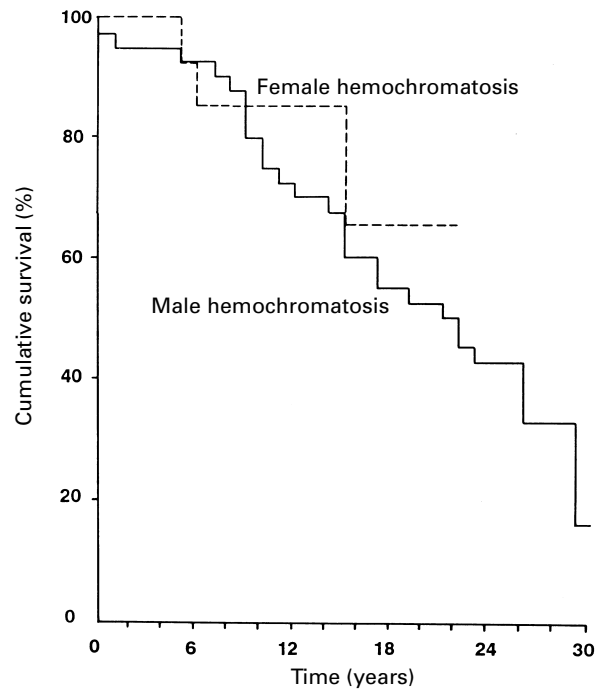 100
80
60
40
20
0
Cumulative survival (%)
Female hemochromatosis
Male hemochromatosis
0 6 12 18 24 30
Time (years)